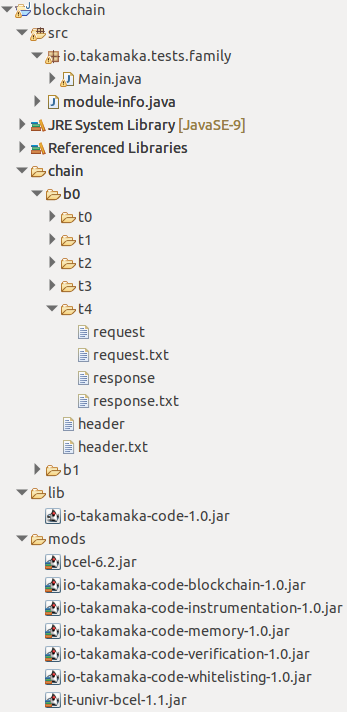 blockchain
src
io.takamaka.tests.family
Main.java
module-info.java
JRE System Library [JavaSE-9]
Referenced Libraries
chain
b0
t0
t1
t2
t3
t4
request
request.txt
response
response.txt
header
header.txt
b1
lib
io-takamaka-code-1.0.jar
mods
bcel-6.2.jar
io-takamaka-code-blockchain-1.0.jar
io-takamaka-code-instrumentation-1.0.jar
io-takamaka-code-memory-1.0.jar
io-takamaka-code-verification-1.0.jar
io-takamaka-code-whitelisting-1.0.jar
it-univr-bcel-1.1.jar